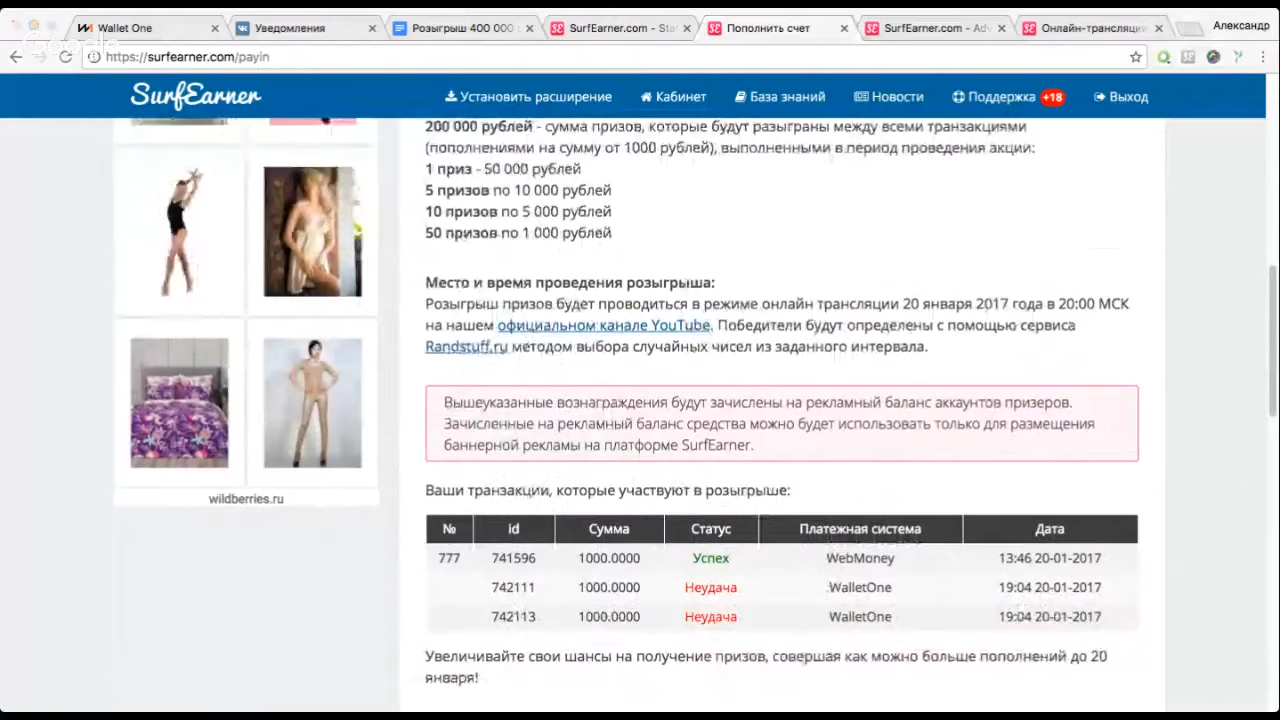 Wallet One
Уведомления
Розыгрыш 400 000
SurfEarner.com - Sta
Пополнить счет
SurfEarner.com - Adv
Онлайн-трансляци
Александр
Google
https://surfearner.com/payin
SurfEarner
Установить расширение
Кабинет
База знаний
Новости
Поддержка +18
Выход
200 000 рублей - сумма призов, которые будут разыграны между всеми транзакциями
(пополнениями на сумму от 1000 рублей), выполненными в период проведения акции:
1 приз - 50 000 рублей
5 призов по 10 000 рублей
10 призов по 5 000 рублей
50 призов по 1 000 рублей
Место и время проведения розыгрыша:
Розыгрыш призов будет проводиться в режиме онлайн трансляции 20 января 2017 года в 20:00 МСК
на нашем официальном канале YouTube. Победители будут определены с помощью сервиса
Randstuff.ru методом выбора случайных чисел из заданного интервала.
Вышеуказанные вознаграждения будут зачислены на рекламный баланс аккаунтов призеров.
Зачисленные на рекламный баланс средства можно будет использовать только для размещения
баннерной рекламы на платформе SurfEarner.
wildberries.ru
Ваши транзакции, которые участвуют в розыгрыше:
№ id Сумма Статус Платежная система Дата
777 741596 1000.0000 Успех WebMoney 13:46 20-01-2017
742111 1000.0000 Неудача WalletOne 19:04 20-01-2017
742113 1000.0000 Неудача WalletOne 19:04 20-01-2017
Увеличивайте свои шансы на получение призов, совершая как можно больше пополнений до 20
января!